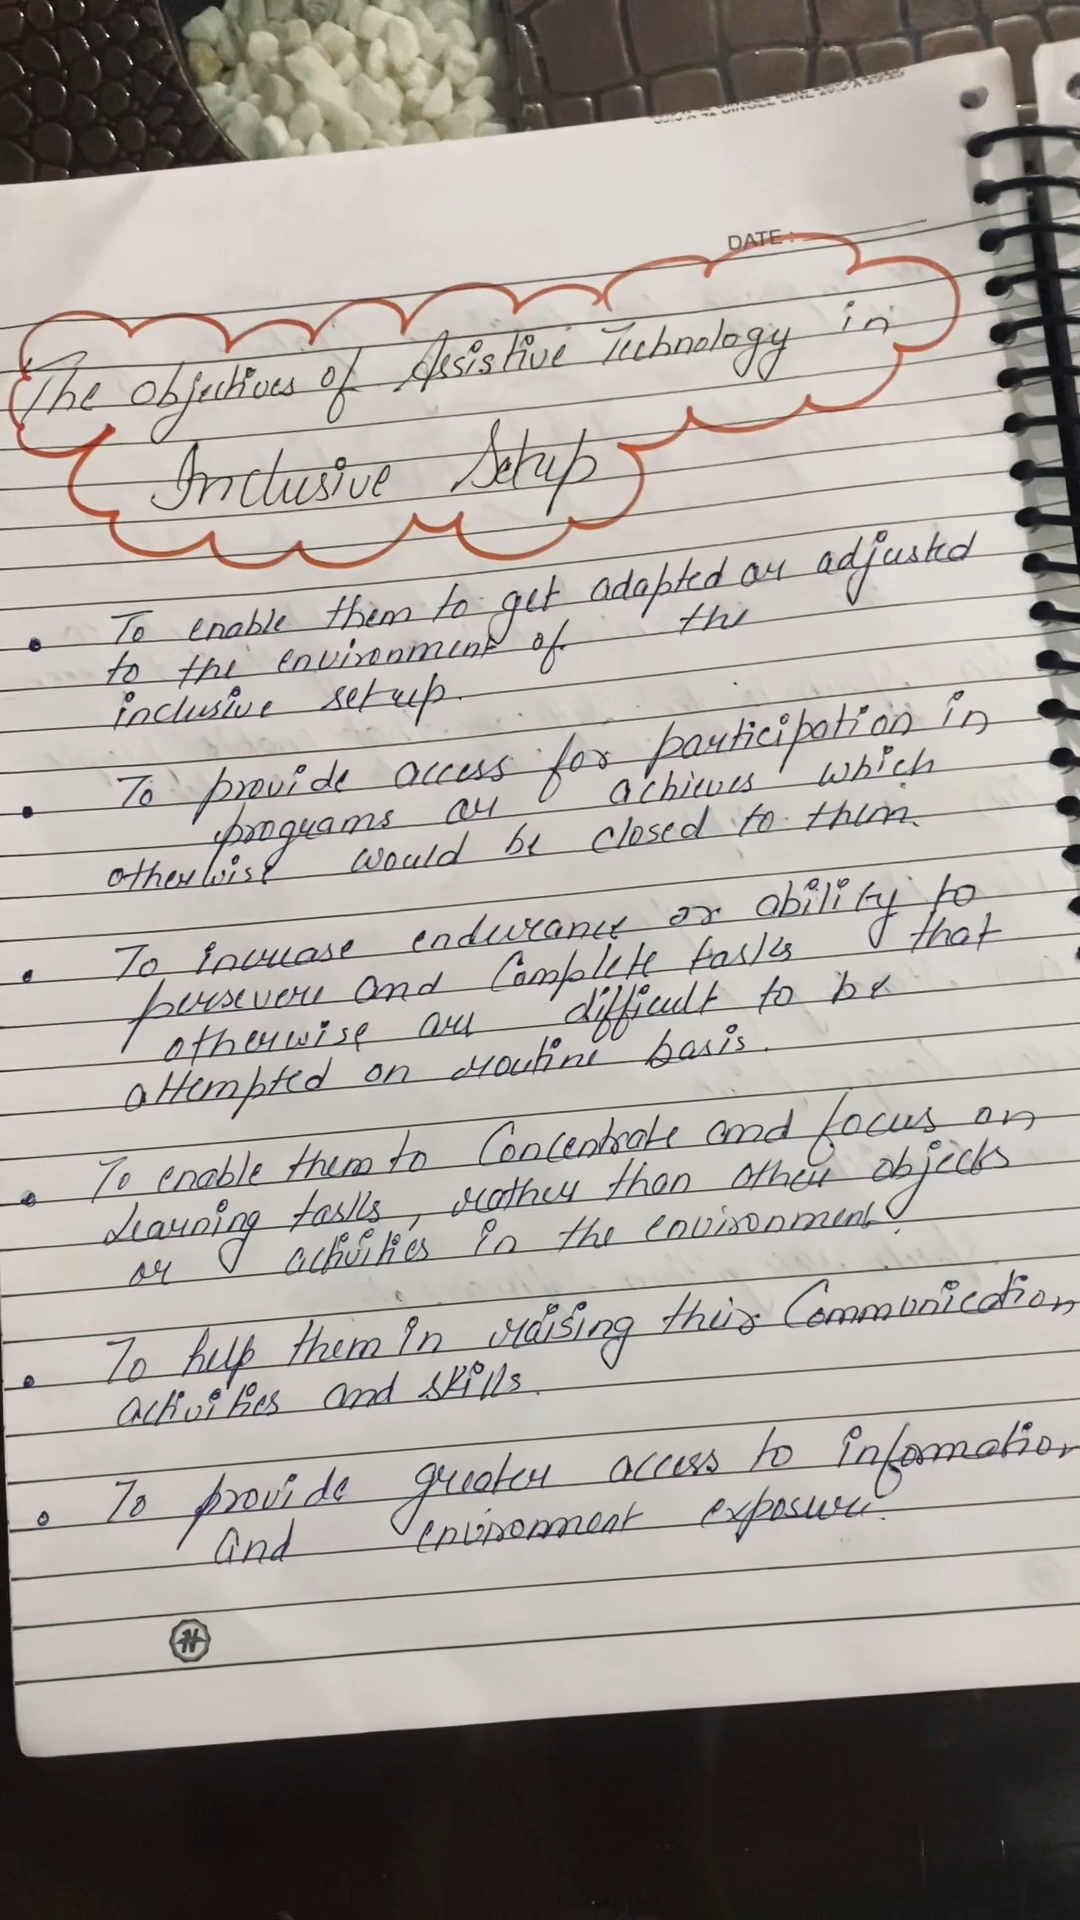 DATE :
The objectives of Assistive Technology in
Inclusive Setup
• To enable them to get adapted or adjusted
to the environment of the
inclusive setup.
• To provide access for participation in
programs or achieves which
otherwise would be closed to them.
• To increase endurance or ability to
persevere and Complete tasks that
otherwise are difficult to be
attempted on routine basis.
• To enable them to Concentrate and focus on
Learning tasks, rather than other objects
or activities in the environment.
• To help them in raising their Communication
activities and skills.
• To provide greater access to information
and environment exposure.